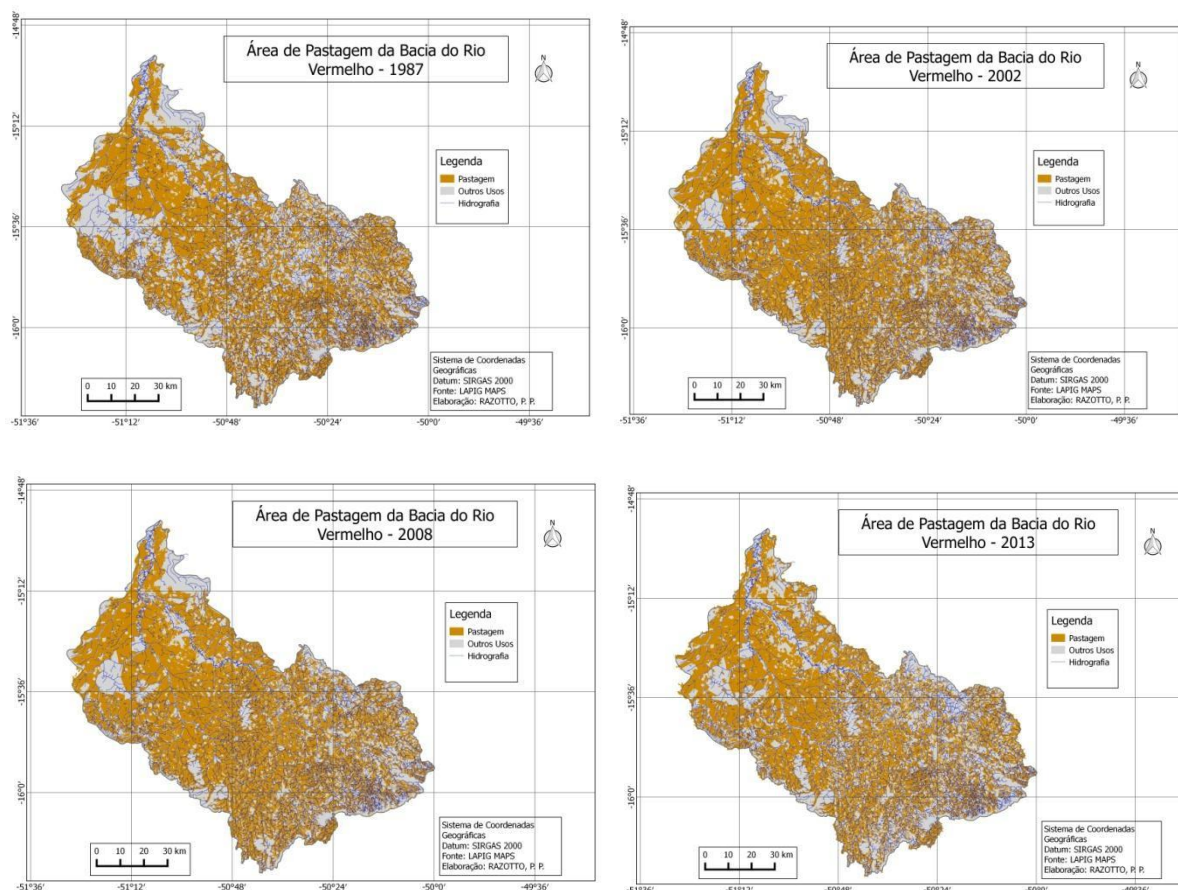 Área de Pastagem da Bacia do Rio
Vermelho - 1987
N
-14°48'
-15°12'
-15°36'
-16°0'
Legenda
Pastagem
Outros Usos
Hidrografia
Sistema de Coordenadas
Geográficas
Datum: SIRGAS 2000
Fonte: LAPIG MAPS
Elaboração: RAZOTTO, P. P.
0 10 20 30 km
-51°36' -51°12' -50°48' -50°24' -50°0' -49°36'
Área de Pastagem da Bacia do Rio
Vermelho - 2002
N
-14°48'
-15°12'
-15°36'
-16°0'
Legenda
Pastagem
Outros Usos
Hidrografia
Sistema de Coordenadas
Geográficas
Datum: SIRGAS 2000
Fonte: LAPIG MAPS
Elaboração: RAZOTTO, P. P.
0 10 20 30 km
-51°36' -51°12' -50°48' -50°24' -50°0' -49°36'
Área de Pastagem da Bacia do Rio
Vermelho - 2008
N
-14°48'
-15°12'
-15°36'
-16°0'
Legenda
Pastagem
Outros Usos
Hidrografia
Sistema de Coordenadas
Geográficas
Datum: SIRGAS 2000
Fonte: LAPIG MAPS
Elaboração: RAZOTTO, P. P.
0 10 20 30 km
-51°36' -51°12' -50°48' -50°24' -50°0' -49°36'
Área de Pastagem da Bacia do Rio
Vermelho - 2013
N
-14°48'
-15°12'
-15°36'
-16°0'
Legenda
Pastagem
Outros Usos
Hidrografia
Sistema de Coordenadas
Geográficas
Datum: SIRGAS 2000
Fonte: LAPIG MAPS
Elaboração: RAZOTTO, P. P.
0 10 20 30 km